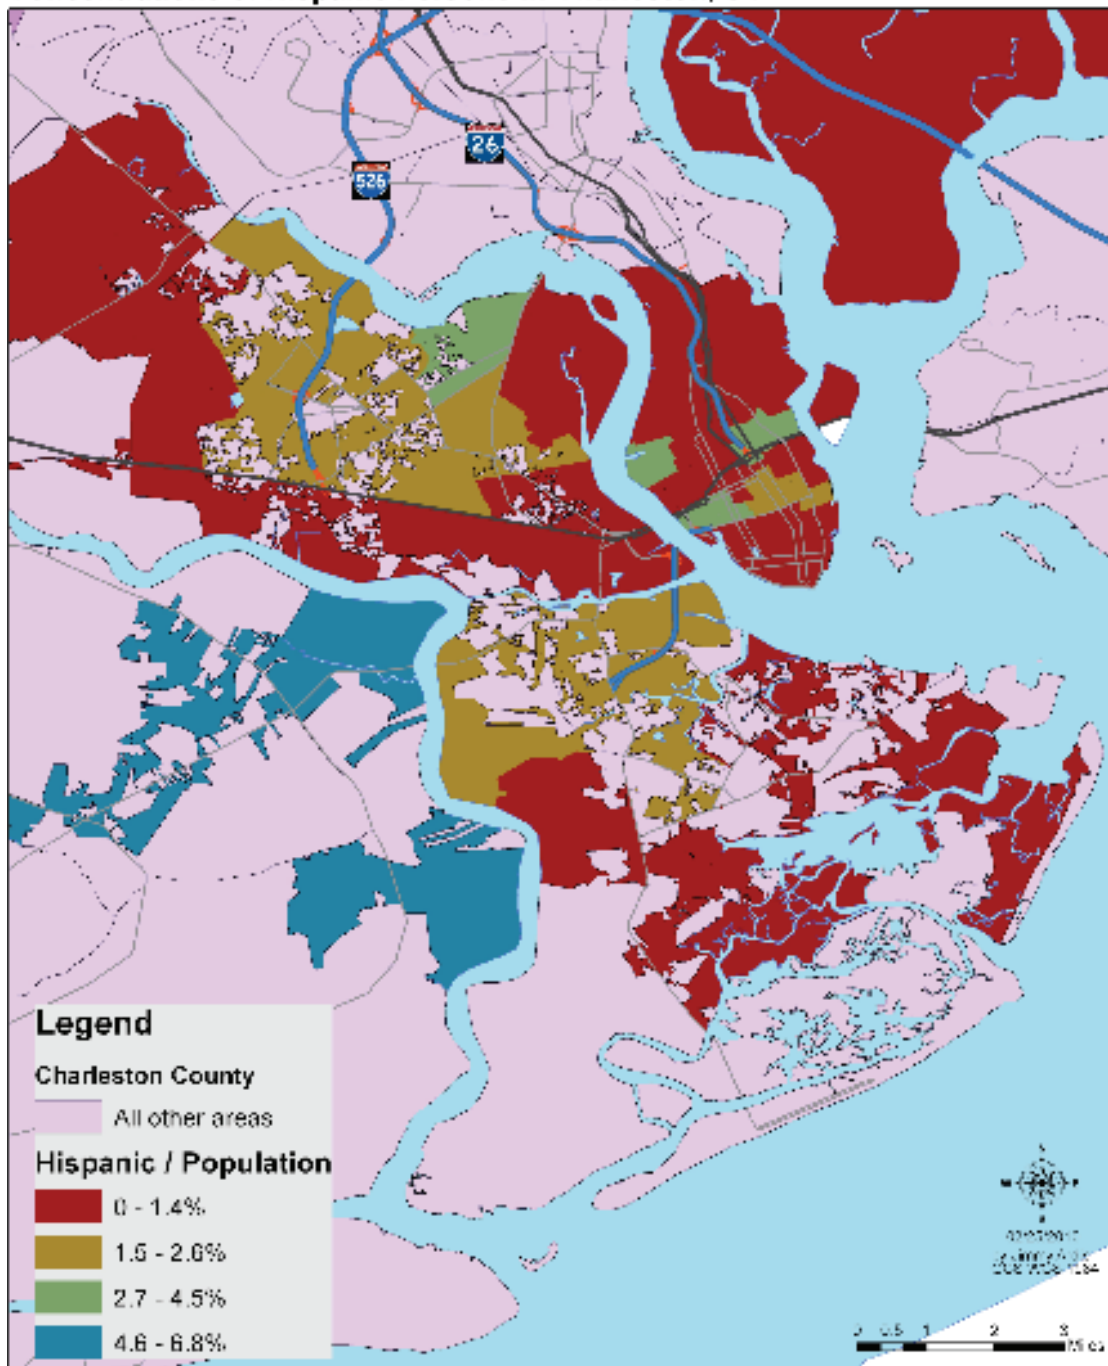 26
526
Legend
Charleston County
All other areas
Hispanic / Population
0 - 1.4%
1.5 - 2.6%
2.7 - 4.5%
4.6 - 6.8%
0 0.5 1 2 3
Miles